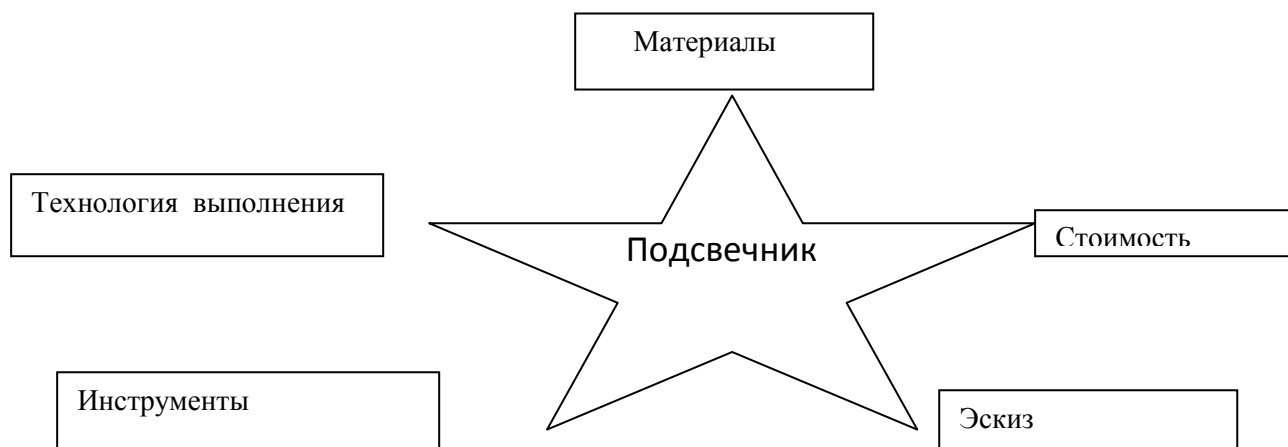 Материалы
Технология выполнения
Подсвечник
Стоимость
Инструменты
Эскиз